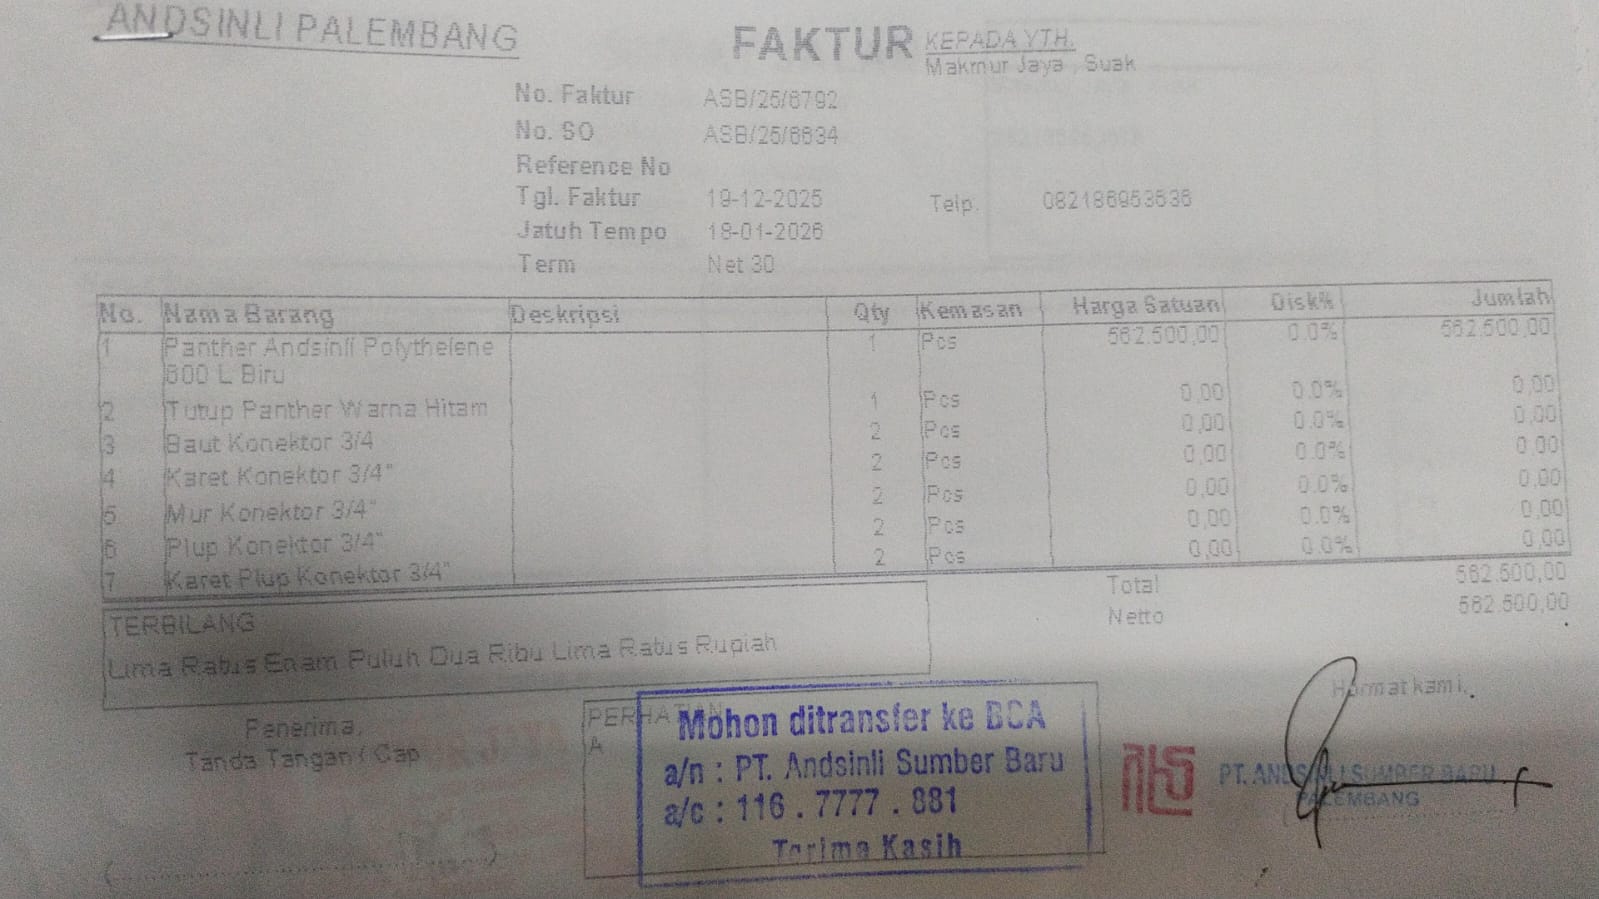 ANDSINLI PALEMBANG
FAKTUR
KEPADA YTH.
Makmur Jaya , Suak
No. Faktur ASB/25/6792
No. SO ASB/25/6634
Reference No
Tgl. Faktur 19-12-2025
Telp. 082186953636
Jatuh Tempo 18-01-2026
Term Net 30
No. Nama Barang Deskripsi Qty Kemasan Harga Satuan Disk% Jumlah
1 Panther Andsinli Polythelene 1 Pcs 562.500,00 0.0% 562.500,00
600 L Biru
2 Tutup Panther Warna Hitam 1 Pcs 0,00 0.0% 0,00
3 Baut Konektor 3/4 2 Pcs 0,00 0.0% 0,00
4 Karet Konektor 3/4" 2 Pcs 0,00 0.0% 0,00
5 Mur Konektor 3/4" 2 Pcs 0,00 0.0% 0,00
6 Plup Konektor 3/4" 2 Pcs 0,00 0.0% 0,00
7 Karet Plup Konektor 3/4" 2 Pcs 0,00 0.0% 0,00
Total 562.500,00
Netto 562.500,00
TERBILANG
Lima Ratus Enam Puluh Dua Ribu Lima Ratus Rupiah
Penerima,
Tanda Tangan / Cap
PERHATIAN
A
Mohon ditransfer ke BCA
a/n : PT. Andsinli Sumber Baru
a/c : 116 . 7777 . 881
Terima Kasih
Hormat kami,
PT. ANDSINLI SUMBER BARU
PALEMBANG